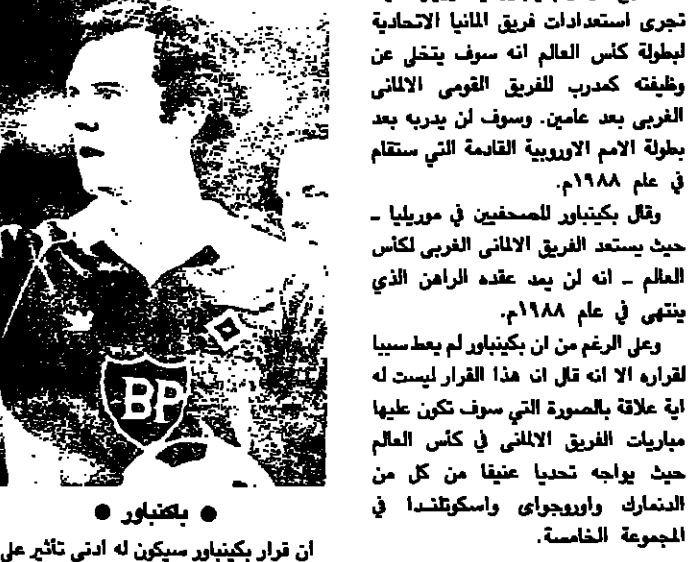 تجرى استعدادات فريق المانيا الاتحادية
لبطولة كأس العالم انه سوف يتخلى عن
وظيفته كمدرب للفريق القومى الالمانى
الغربى بعد عامين. وسوف لن يدربه بعد
بطولة الامم الاوروبية القادمة التي ستقام
في علم ١٩٨٨م.
وقال بكينباور للصحفيين في موريليا ـ
حيث يستعد الفريق الالمانى الغربى لكأس
العالم ـ انه لن يمد عقده الراهن الذي
ينتهى في علم ١٩٨٨م.
وعلى الرغم من ان بكينباور لم يعط سببا
لقراره الا انه قال ان هذا القرار ليست له
اية علاقة بالصورة التي سوف تكون عليها
مباريات الفريق الالمانى في كأس العالم
حيث يواجه تحديا عنيفا من كل من
الدنمارك واوروجواى واسكوتلندا في
المجموعة الخامسة.
BP
● باكنباور ●
أن قرار بكينباور سيكون له ادنى تأثير على